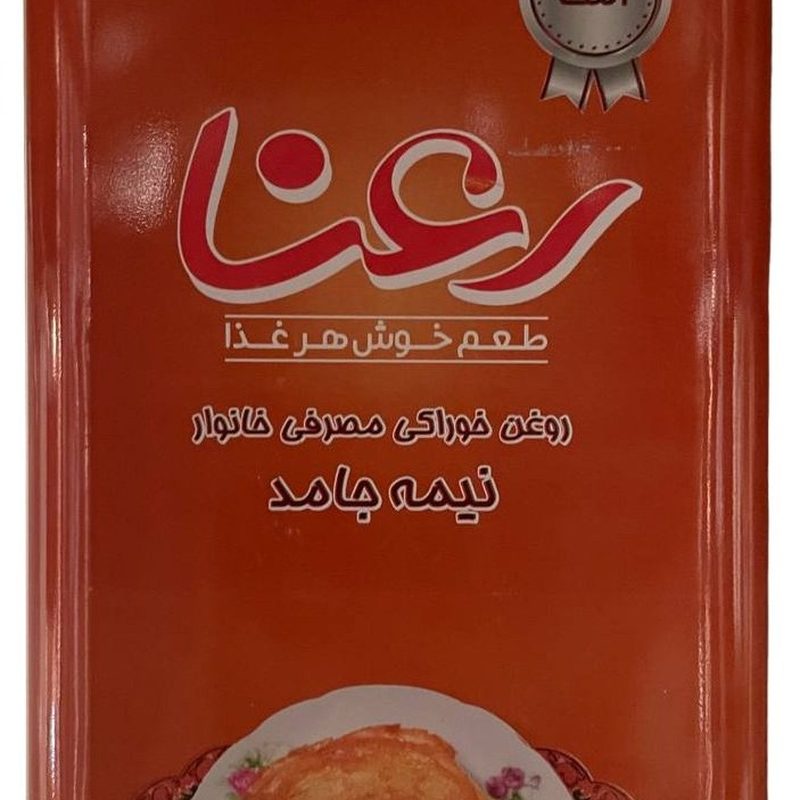 رعنا
طعم خوش هر غذا
روغن خوراکی مصرفی خانوار
نیمه جامد